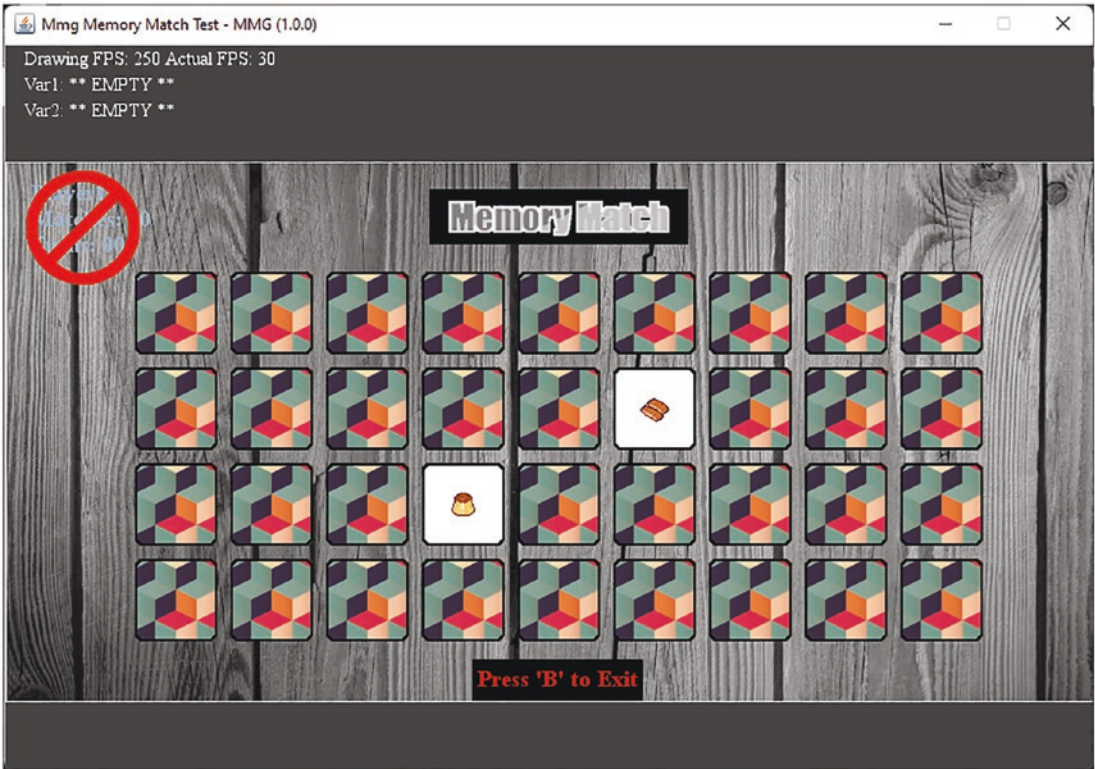 Mmg Memory Match Test - MMG (1.0.0)
Drawing FPS: 250 Actual FPS: 30
Var1: ** EMPTY **
Var2: ** EMPTY **
Memory Match
Press 'B' to Exit